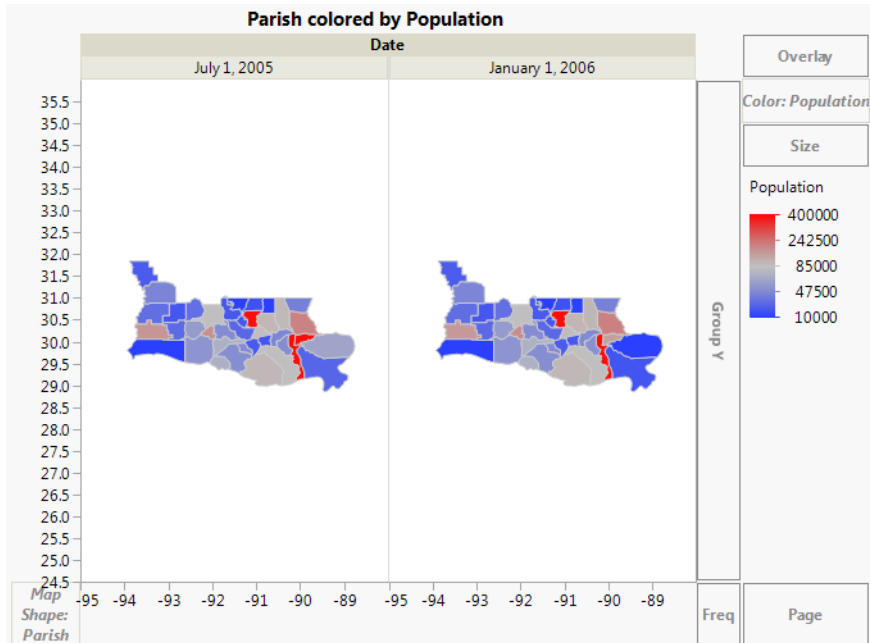 Parish colored by Population
Date
July 1, 2005
January 1, 2006
35.5
35.0
34.5
34.0
33.5
33.0
32.5
32.0
31.5
31.0
30.5
30.0
29.5
29.0
28.5
28.0
27.5
27.0
26.5
26.0
25.5
25.0
24.5
-95 -94 -93 -92 -91 -90 -89
-95 -94 -93 -92 -91 -90 -89
Map
Shape:
Parish
Group Y
Freq
Page
Overlay
Color: Population
Size
Population
400000
242500
85000
47500
10000